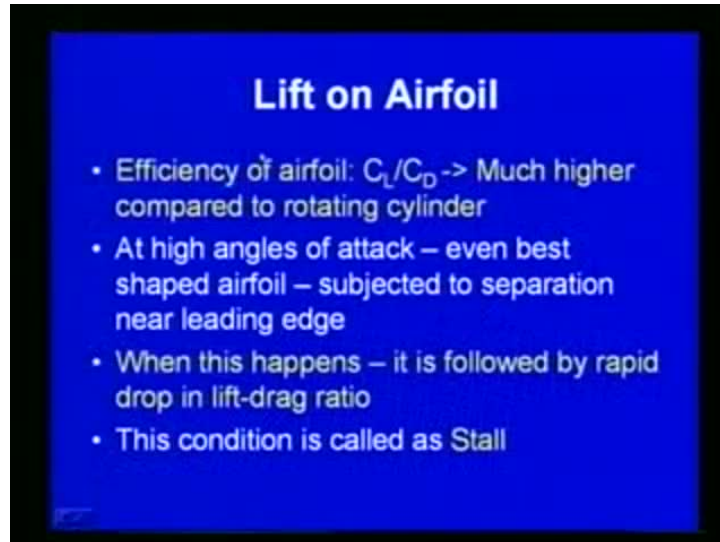 Lift on Airfoil
• Efficiency of airfoil: C_L/C_D -> Much higher
compared to rotating cylinder
• At high angles of attack – even best
shaped airfoil – subjected to separation
near leading edge
• When this happens – it is followed by rapid
drop in lift-drag ratio
• This condition is called as Stall